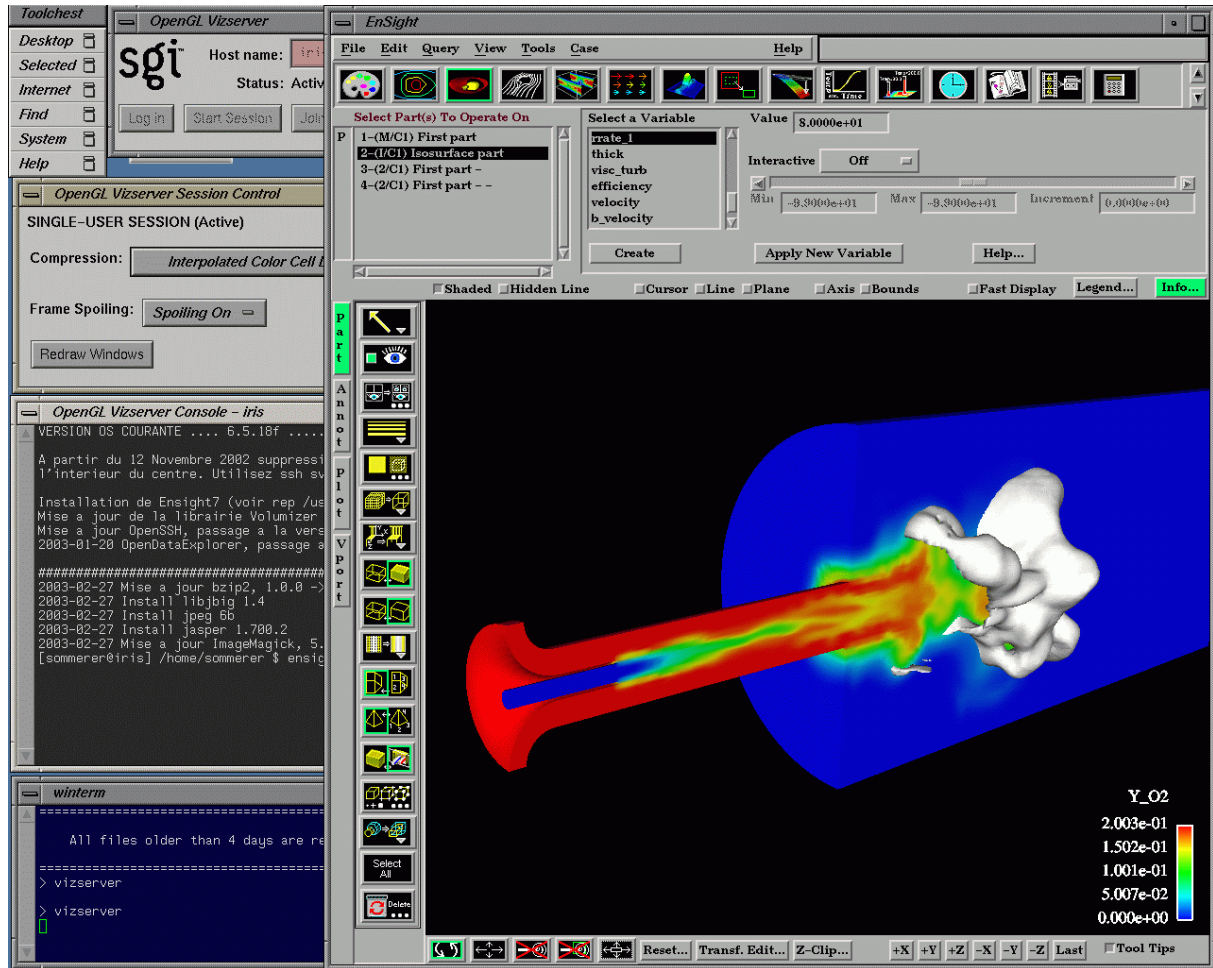 Toolchest
Desktop
Selected
Internet
Find
System
Help
OpenGL Vizserver
sgi™
Host name: iris
Status: Activ
Log in
Start Session
Join
OpenGL Vizserver Session Control
SINGLE-USER SESSION (Active)
Compression: Interpolated Color Cell
Frame Spoiling: Spoiling On
Redraw Windows
OpenGL Vizserver Console - iris
VERSION OS COURANTE .... 6.5.18f .....
A partir du 12 Novembre 2002 suppressi
l'interieur du centre. Utilisez ssh sv
Installation de Ensight7 (voir rep /us
Mise a jour de la librairie Volumizer
Mise a jour OpenSSH, passage a la vers
2003-01-20 OpenDataExplorer, passage a
######################################
2003-02-27 Mise a jour bzip2, 1.0.0 ->
2003-02-27 Install libjbig 1.4
2003-02-27 Install jpeg 6b
2003-02-27 Install jasper 1.700.2
2003-02-27 Mise a jour ImageMagick, 5.
[sommerer@iris] /home/sommerer $ ensig
winterm
======================================
All files older than 4 days are re
======================================
> vizserver
> vizserver
EnSight
File Edit Query View Tools Case Help
Select Part(s) To Operate On
P
1-(M/C1) First part
2-(I/C1) Isosurface part
3-(2/C1) First part -
4-(2/C1) First part - -
Select a Variable
rrate_1
thick
visc_turb
efficiency
velocity
b_velocity
Value 8.0000e+01
Interactive Off
Min -9.9000e+01 Max -9.9000e+01 Increment 0.0000e+00
Create
Apply New Variable
Help...
Shaded Hidden Line Cursor Line Plane Axis Bounds Fast Display Legend... Info...
Part
Annot
Plot
VPort
Select
All
Delete
Y_O2
2.003e-01
1.502e-01
1.001e-01
5.007e-02
0.000e+00
Reset... Transf. Edit... Z-Clip... +X +Y +Z -X -Y -Z Last Tool Tips